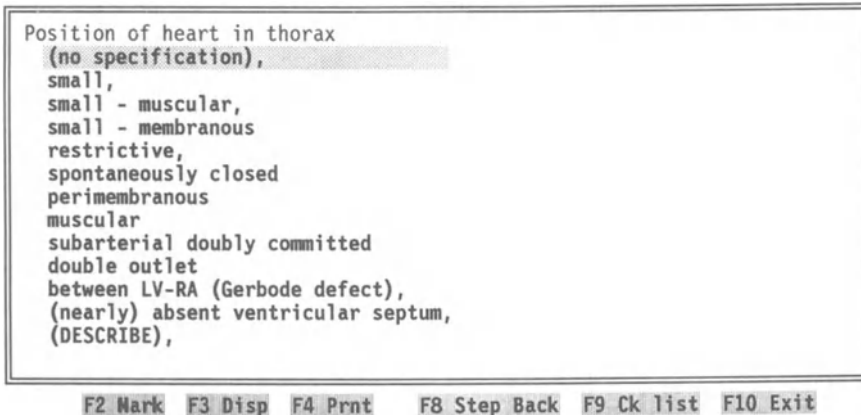 Position of heart in thorax
(no specification),
small,
small - muscular,
small - membranous
restrictive,
spontaneously closed
perimembranous
muscular
subarterial doubly committed
double outlet
between LV-RA (Gerbode defect),
(nearly) absent ventricular septum,
(DESCRIBE),
F2 Mark F3 Disp F4 Prnt F8 Step Back F9 Ck list F10 Exit